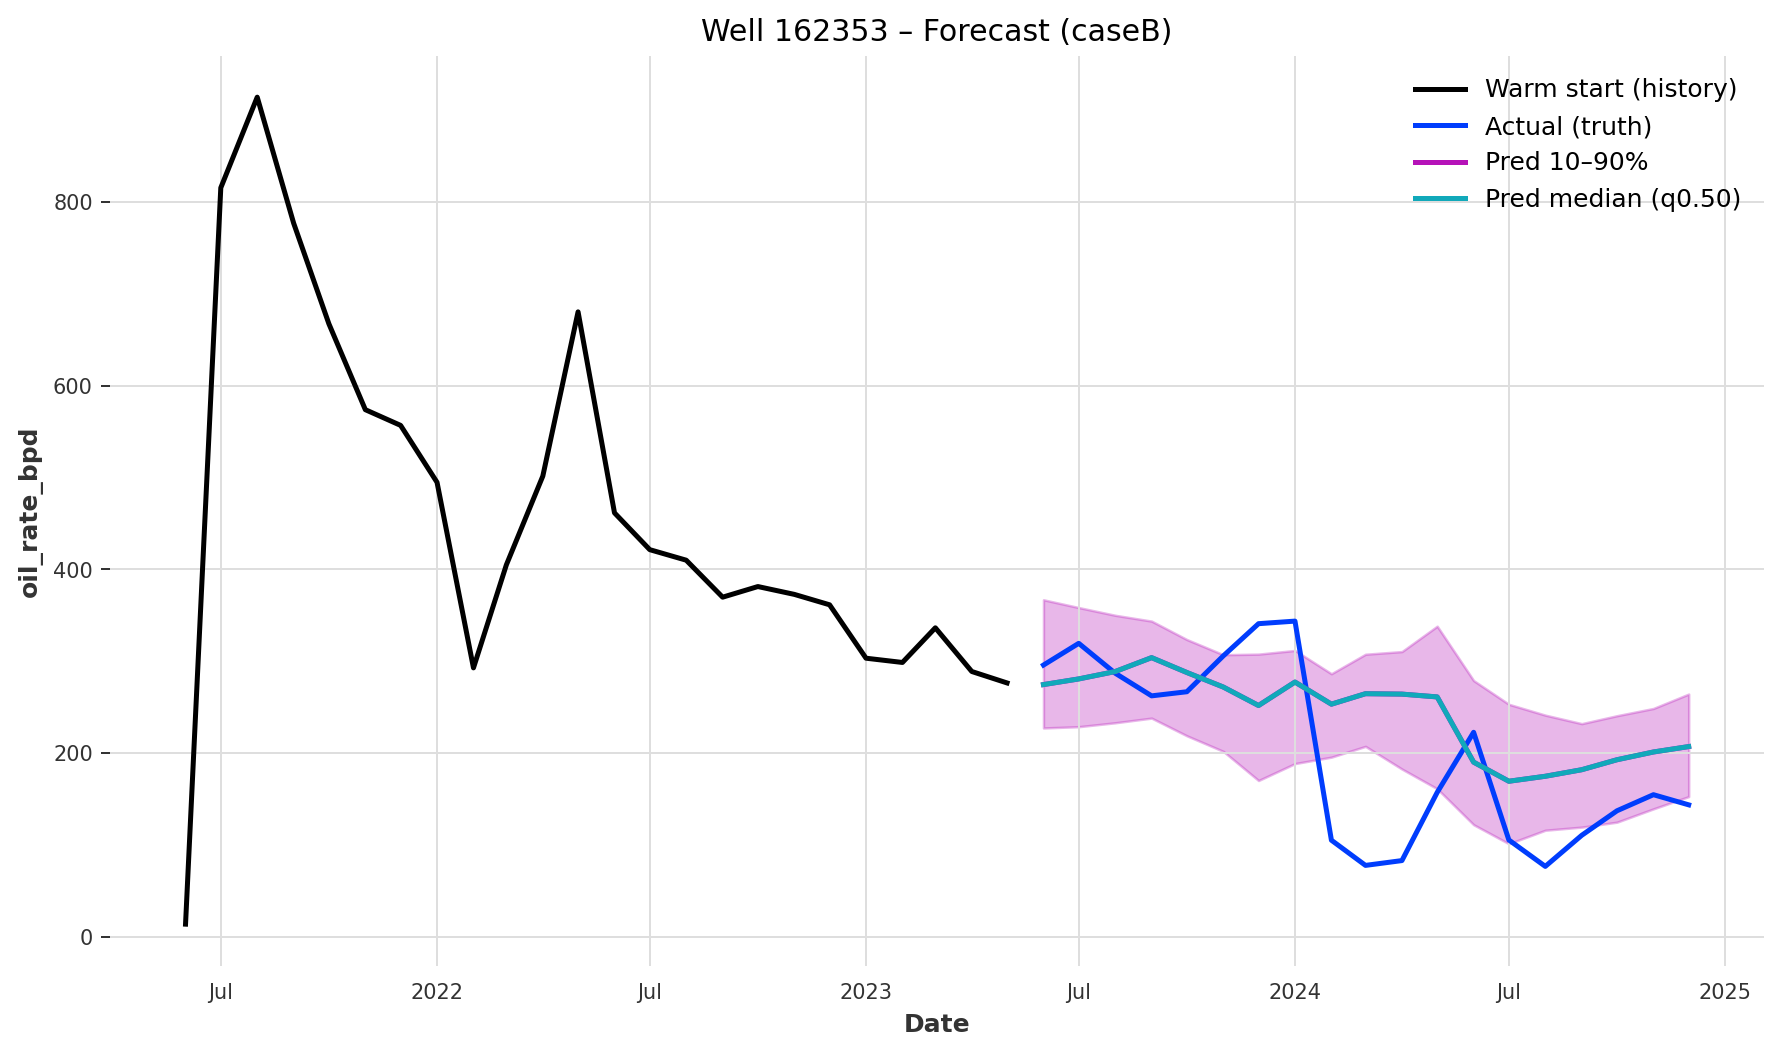 Well 162353 – Forecast (caseB)
Warm start (history)
Actual (truth)
Pred 10–90%
Pred median (q0.50)
oil_rate_bpd
800
600
400
200
0
Jul 2022 Jul 2023 Jul 2024 Jul 2025
Date